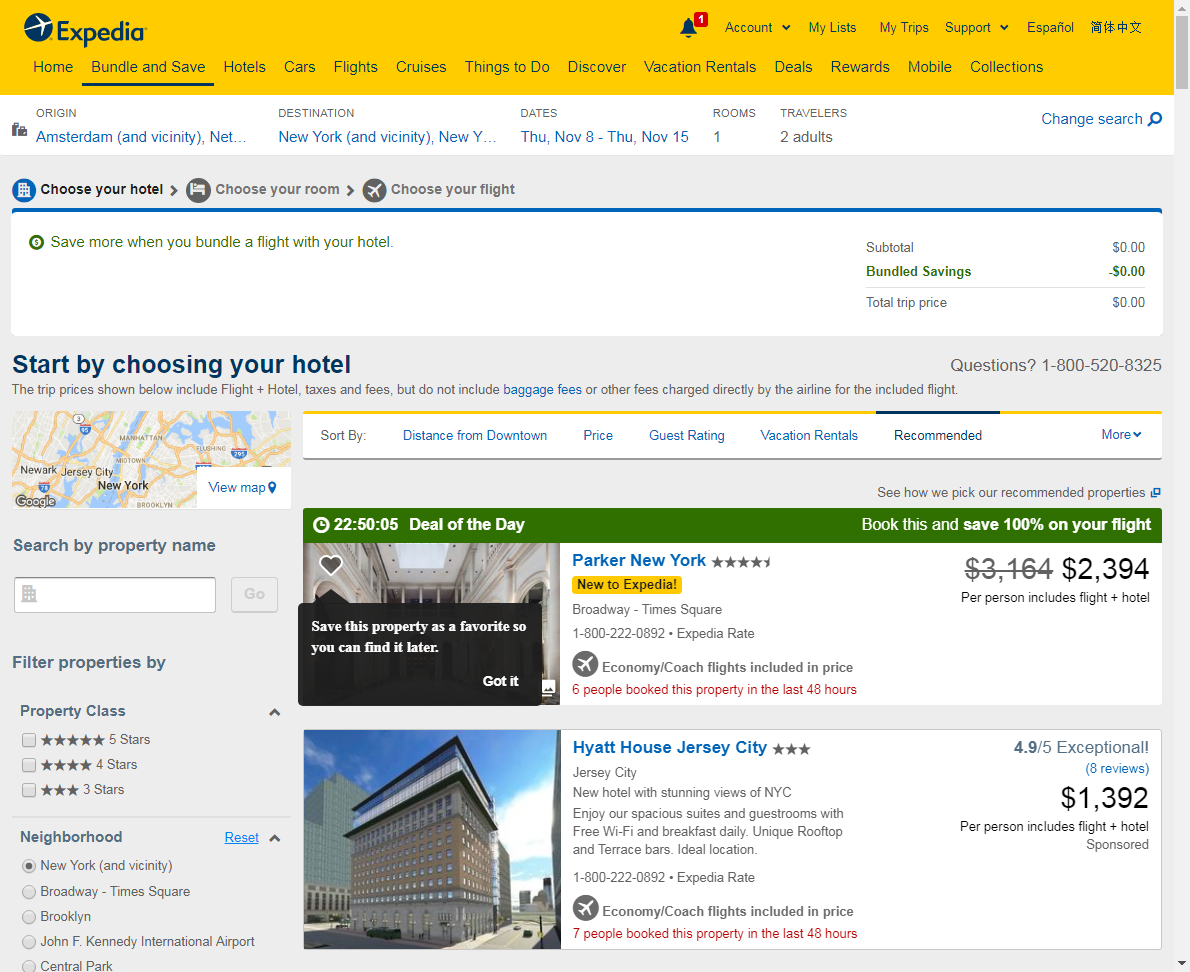 Expedia
1
Account
My Lists
My Trips
Support
Español
简体中文
Home
Bundle and Save
Hotels
Cars
Flights
Cruises
Things to Do
Discover
Vacation Rentals
Deals
Rewards
Mobile
Collections
ORIGIN
Amsterdam (and vicinity), Net...
DESTINATION
New York (and vicinity), New Y...
DATES
Thu, Nov 8 - Thu, Nov 15
ROOMS
1
TRAVELERS
2 adults
Change search
Choose your hotel
Choose your room
Choose your flight
Save more when you bundle a flight with your hotel.
Subtotal $0.00
Bundled Savings -$0.00
Total trip price $0.00
Start by choosing your hotel
Questions? 1-800-520-8325
The trip prices shown below include Flight + Hotel, taxes and fees, but do not include baggage fees or other fees charged directly by the airline for the included flight.
3
95
MANHATTAN
FLUSHING
MIDTOWN
295
Newark
Jersey City
78
New York
BROOKLYN
Google
View map
Search by property name
Go
Filter properties by
Property Class
5 Stars
4 Stars
3 Stars
Neighborhood
Reset
New York (and vicinity)
Broadway - Times Square
Brooklyn
John F. Kennedy International Airport
Central Park
Sort By:
Distance from Downtown
Price
Guest Rating
Vacation Rentals
Recommended
More
See how we pick our recommended properties
22:50:05 Deal of the Day
Book this and save 100% on your flight
Save this property as a favorite so
you can find it later.
Got it
Parker New York
New to Expedia!
Broadway - Times Square
1-800-222-0892 • Expedia Rate
Economy/Coach flights included in price
6 people booked this property in the last 48 hours
$3,164 $2,394
Per person includes flight + hotel
Hyatt House Jersey City
Jersey City
New hotel with stunning views of NYC
Enjoy our spacious suites and guestrooms with
Free Wi-Fi and breakfast daily. Unique Rooftop
and Terrace bars. Ideal location.
1-800-222-0892 • Expedia Rate
Economy/Coach flights included in price
7 people booked this property in the last 48 hours
4.9/5 Exceptional!
(8 reviews)
$1,392
Per person includes flight + hotel
Sponsored